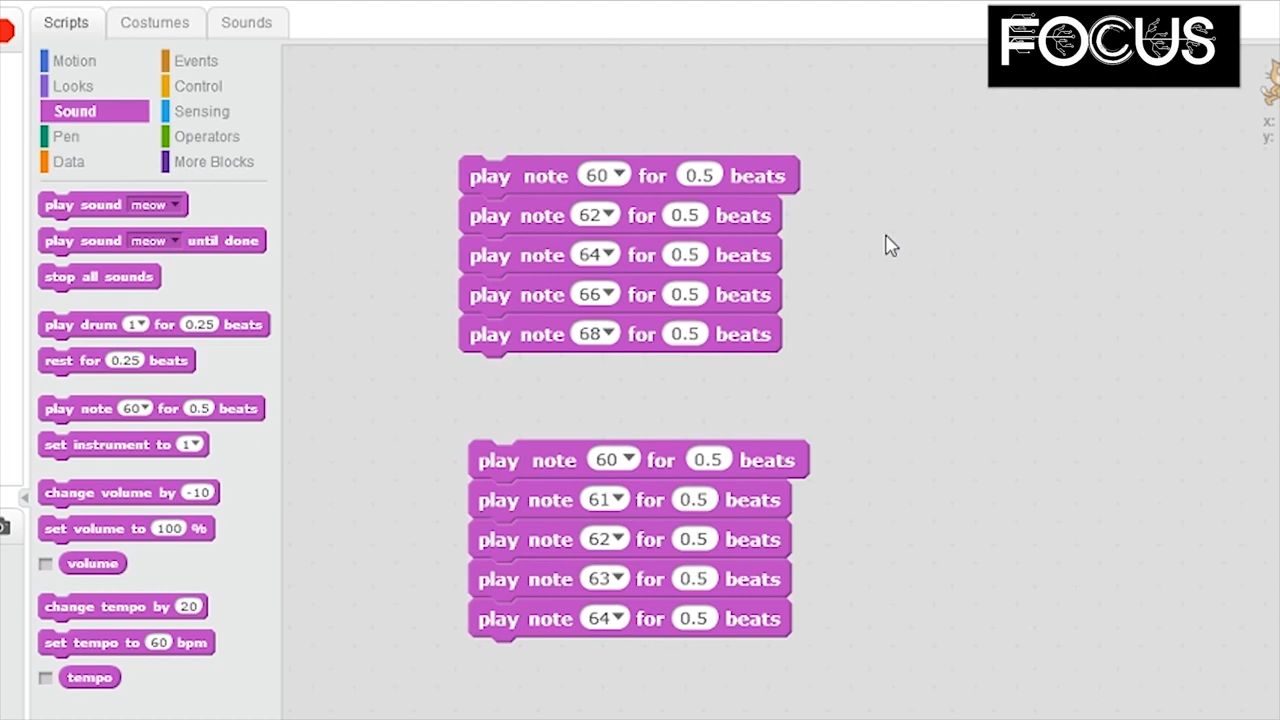 Scripts Costumes Sounds
FOCUS
Motion Events
Looks Control
Sound Sensing
Pen Operators
Data More Blocks
x:
y:
play sound meow
play sound meow until done
stop all sounds
play drum 1 for 0.25 beats
rest for 0.25 beats
play note 60 for 0.5 beats
set instrument to 1
change volume by -10
set volume to 100 %
volume
change tempo by 20
set tempo to 60 bpm
tempo
play note 60 for 0.5 beats
play note 62 for 0.5 beats
play note 64 for 0.5 beats
play note 66 for 0.5 beats
play note 68 for 0.5 beats
play note 60 for 0.5 beats
play note 61 for 0.5 beats
play note 62 for 0.5 beats
play note 63 for 0.5 beats
play note 64 for 0.5 beats